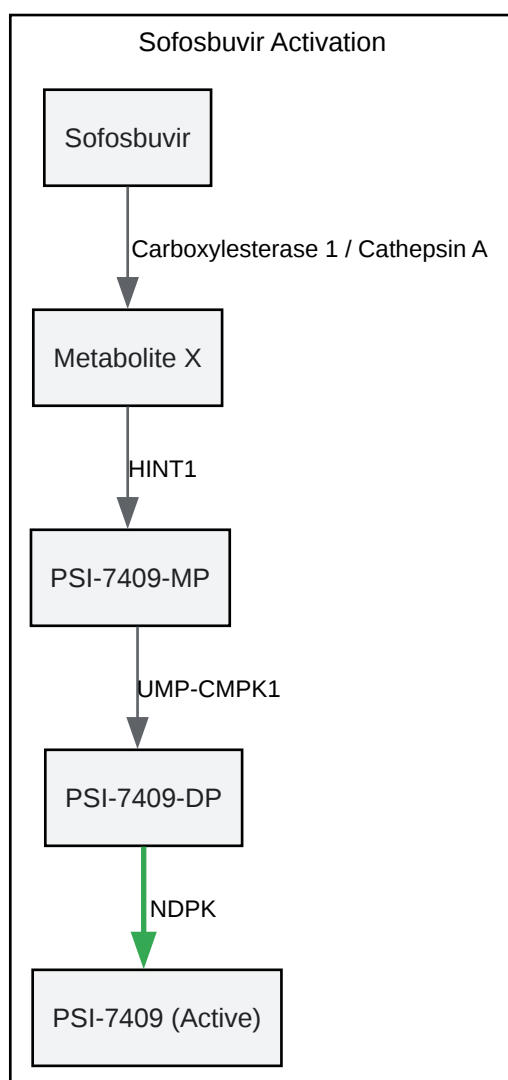 Sofosbuvir Activation
Sofosbuvir
Carboxylesterase 1 / Cathepsin A
Metabolite X
HINT1
PSI-7409-MP
UMP-CMPK1
PSI-7409-DP
NDPK
PSI-7409 (Active)